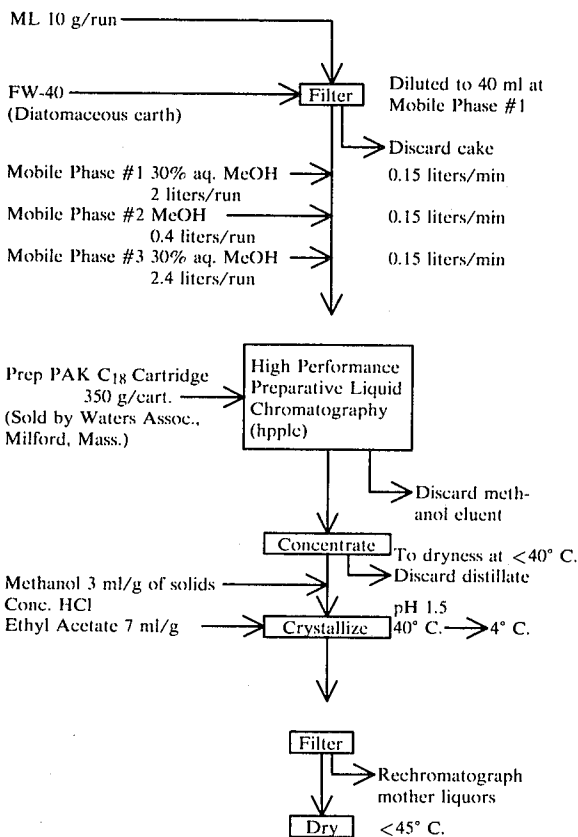 ML 10 g/run
FW-40
(Diatomaceous earth)
Filter
Diluted to 40 ml at
Mobile Phase #1
Discard cake
Mobile Phase #1 30% aq. MeOH
2 liters/run
0.15 liters/min
Mobile Phase #2 MeOH
0.4 liters/run
0.15 liters/min
Mobile Phase #3 30% aq. MeOH
2.4 liters/run
0.15 liters/min
Prep PAK C18 Cartridge
350 g/cart.
(Sold by Waters Assoc.,
Milford, Mass.)
High Performance
Preparative Liquid
Chromatography
(hpplc)
Discard meth-
anol eluent
Concentrate
To dryness at <40° C.
Discard distillate
Methanol 3 ml/g of solids
Conc. HCl
Ethyl Acetate 7 ml/g
Crystallize
pH 1.5
40° C. 4° C.
Filter
Rechromatograph
mother liquors
Dry
<45° C.